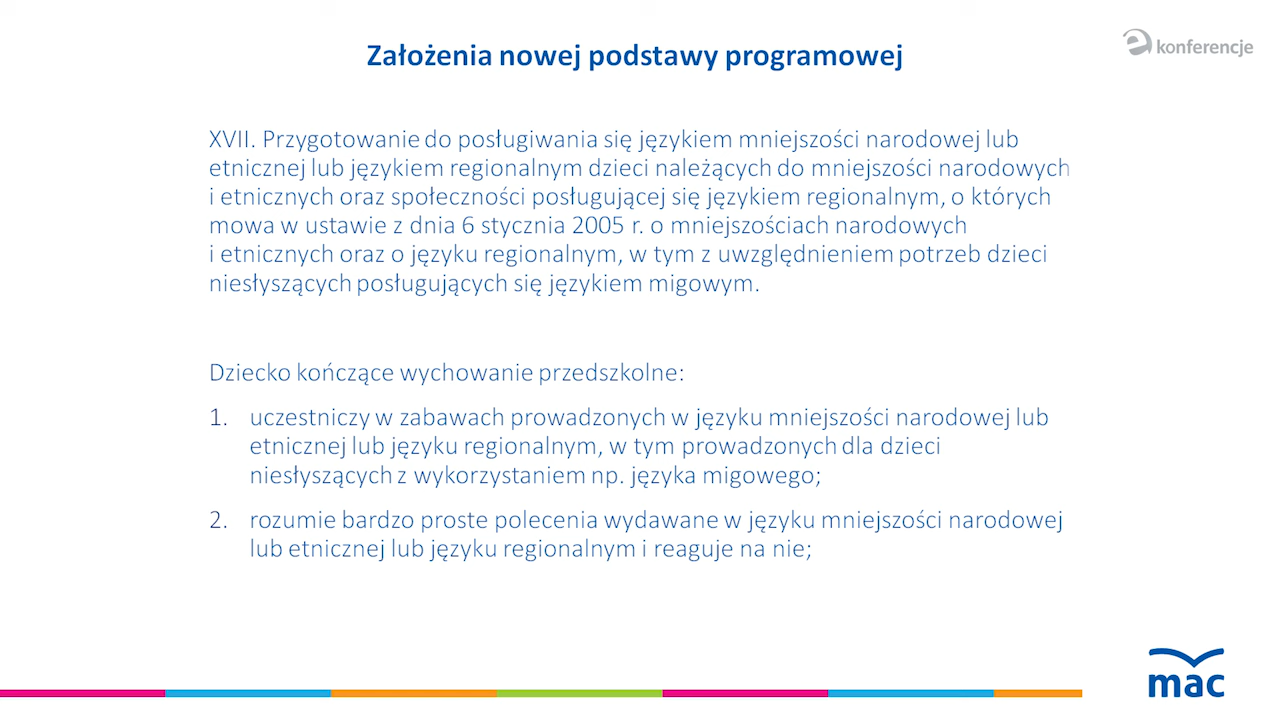 Założenia nowej podstawy programowej
e konferencje
XVII. Przygotowanie do posługiwania się językiem mniejszości narodowej lub
etnicznej lub językiem regionalnym dzieci należących do mniejszości narodowych
i etnicznych oraz społeczności posługującej się językiem regionalnym, o których
mowa w ustawie z dnia 6 stycznia 2005 r. o mniejszościach narodowych
i etnicznych oraz o języku regionalnym, w tym z uwzględnieniem potrzeb dzieci
niesłyszących posługujących się językiem migowym.
Dziecko kończące wychowanie przedszkolne:
1. uczestniczy w zabawach prowadzonych w języku mniejszości narodowej lub
etnicznej lub języku regionalnym, w tym prowadzonych dla dzieci
niesłyszących z wykorzystaniem np. języka migowego;
2. rozumie bardzo proste polecenia wydawane w języku mniejszości narodowej
lub etnicznej lub języku regionalnym i reaguje na nie;
mac